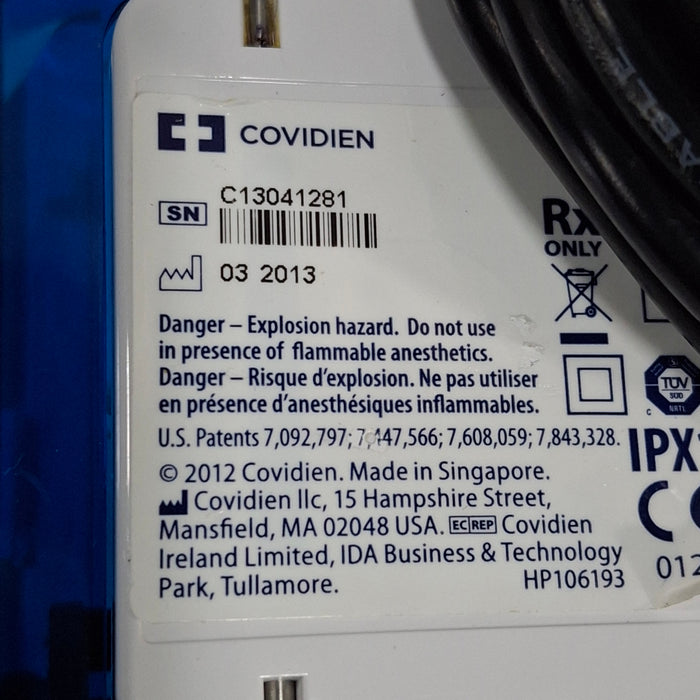 COVIDIEN
SN C13041281
03 2013
Rx
ONLY
Danger – Explosion hazard. Do not use
in presence of flammable anesthetics.
Danger – Risque d'explosion. Ne pas utiliser
en présence d'anesthésiques inflammables.
TÜV
SÜD
NRTL
C
U.S. Patents 7,092,797; 7,447,566; 7,608,059; 7,843,328.
IPX
© 2012 Covidien. Made in Singapore.
Covidien llc, 15 Hampshire Street,
Mansfield, MA 02048 USA. EC REP Covidien
Ireland Limited, IDA Business & Technology
Park, Tullamore.
HP106193
012